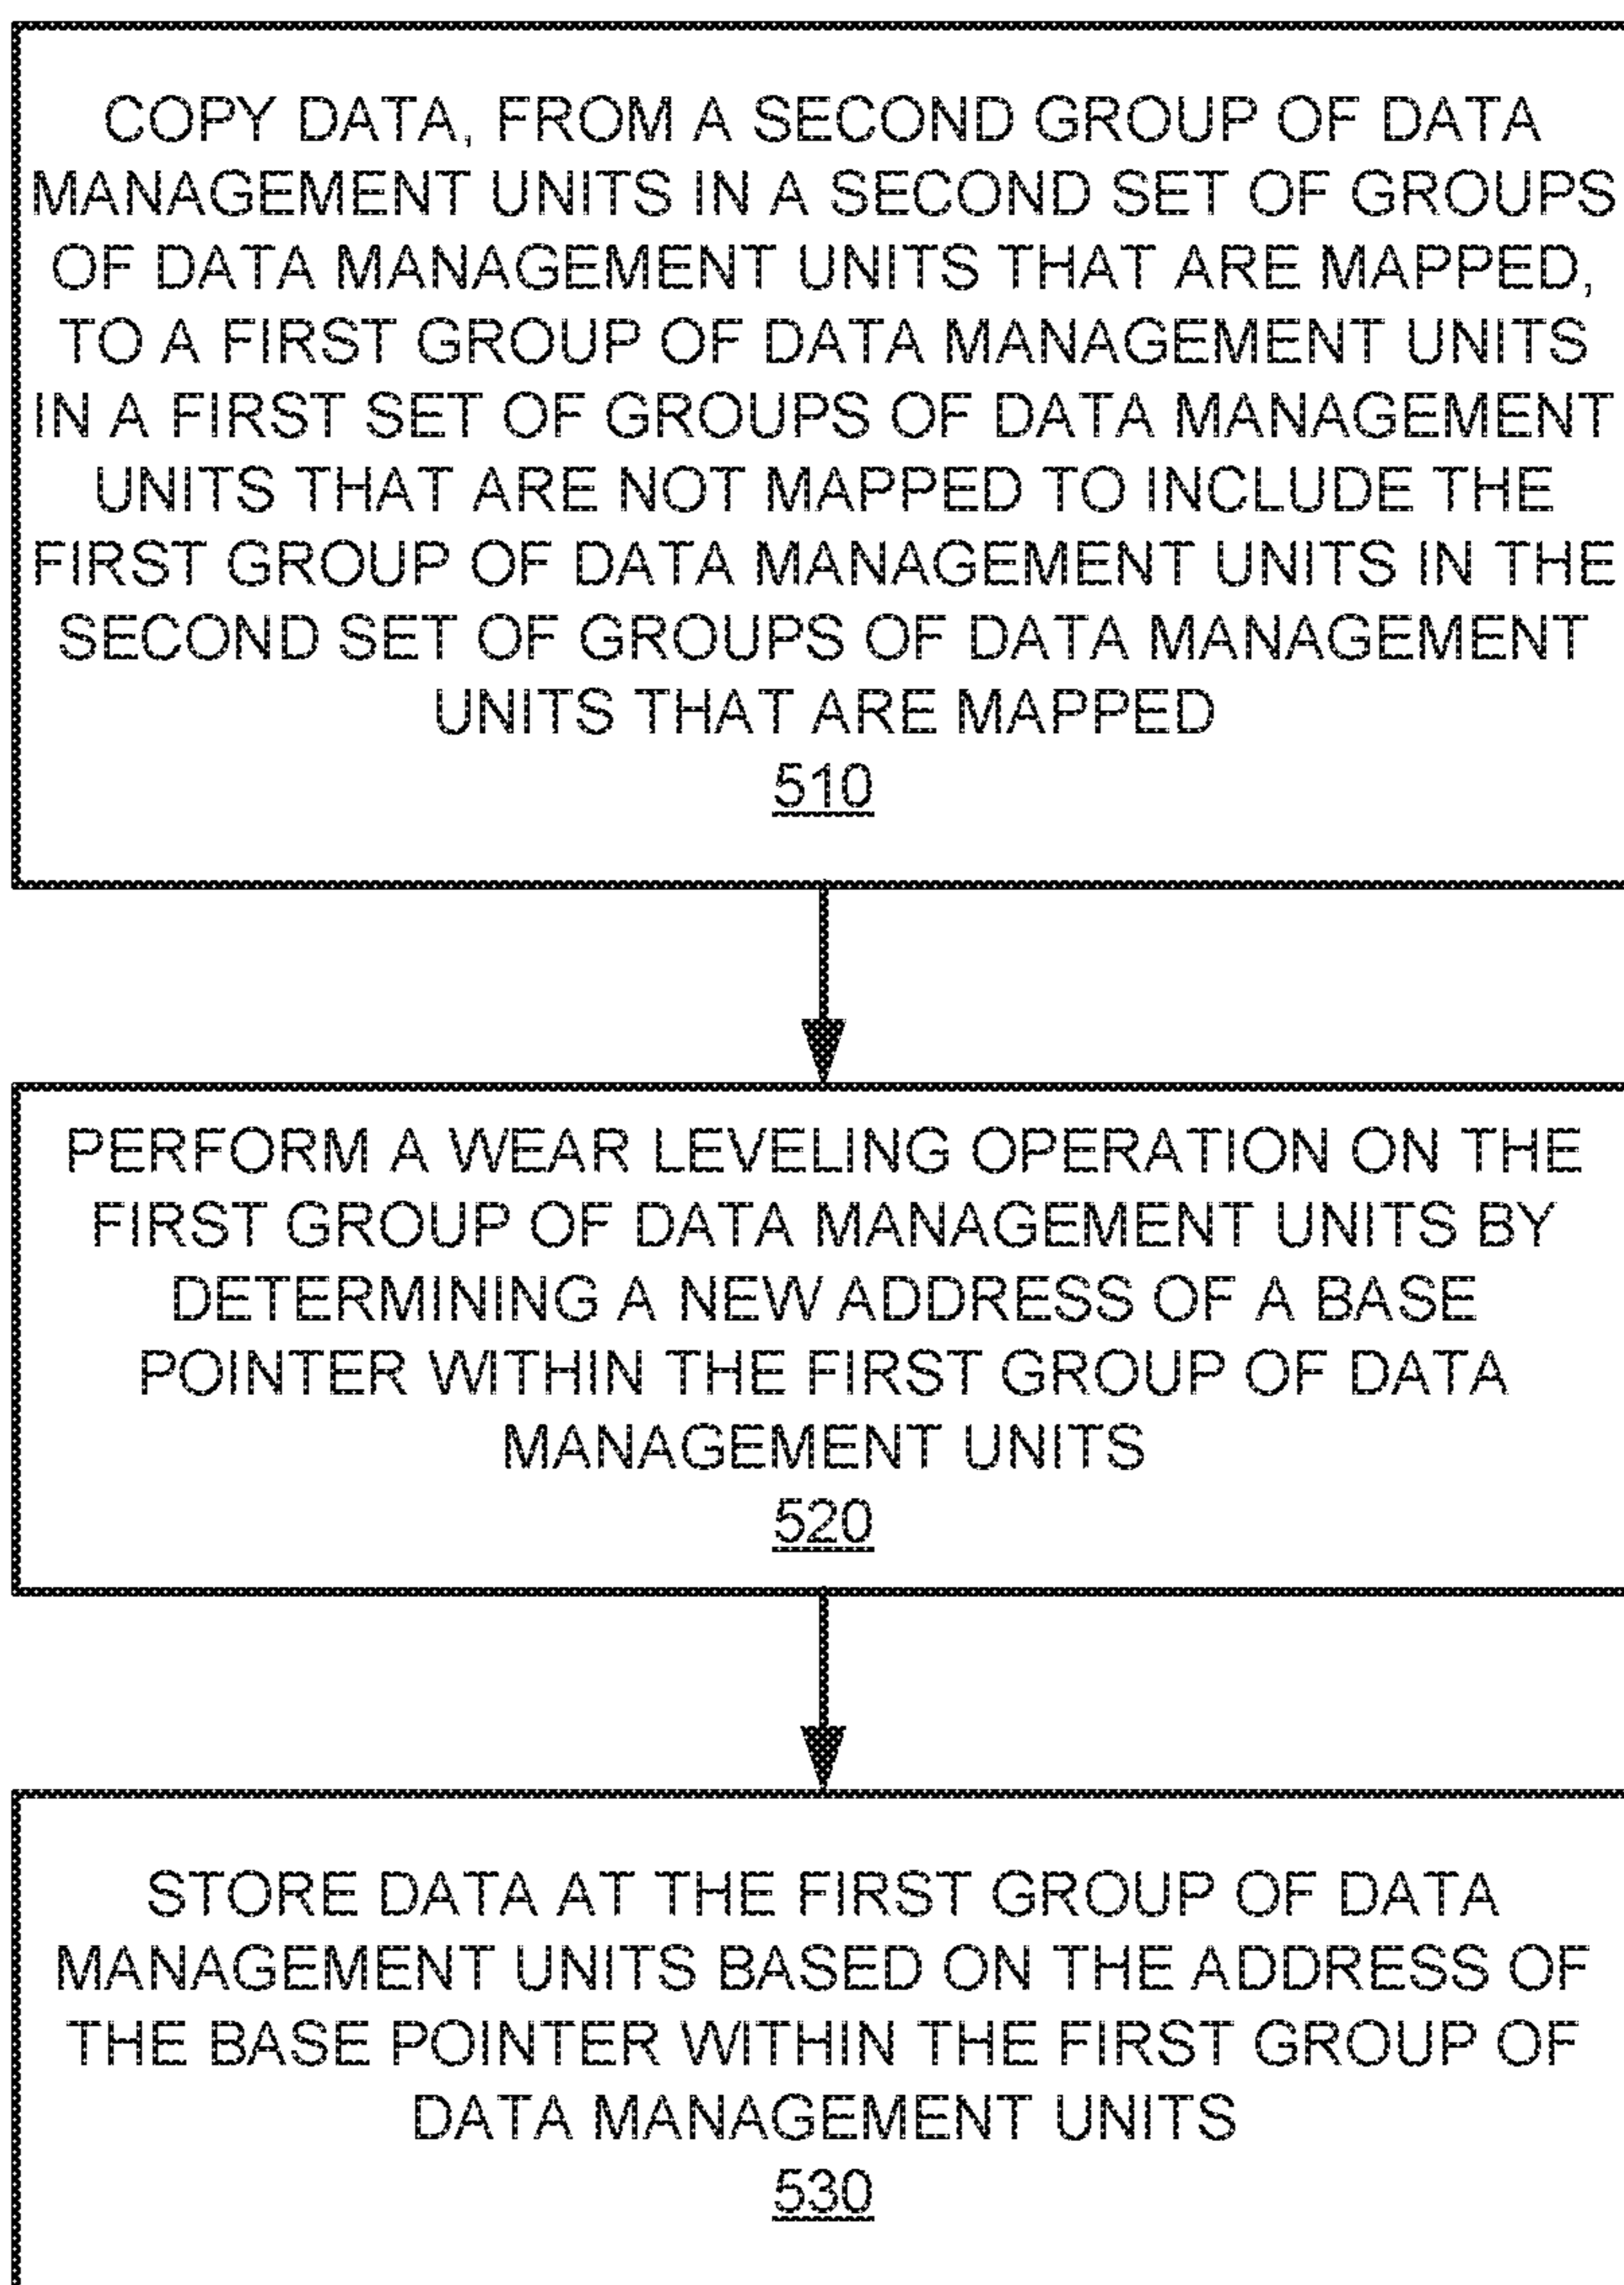 COPY DATA, FROM A SECOND GROUP OF DATA
MANAGEMENT UNITS IN A SECOND SET OF GROUPS
OF DATA MANAGEMENT UNITS THAT ARE MAPPED,
TO A FIRST GROUP OF DATA MANAGEMENT UNITS
IN A FIRST SET OF GROUPS OF DATA MANAGEMENT
UNITS THAT ARE NOT MAPPED TO INCLUDE THE
FIRST GROUP OF DATA MANAGEMENT UNITS IN THE
SECOND SET OF GROUPS OF DATA MANAGEMENT
UNITS THAT ARE MAPPED
510
PERFORM A WEAR LEVELING OPERATION ON THE
FIRST GROUP OF DATA MANAGEMENT UNITS BY
DETERMINING A NEW ADDRESS OF A BASE
POINTER WITHIN THE FIRST GROUP OF DATA
MANAGEMENT UNITS
520
STORE DATA AT THE FIRST GROUP OF DATA
MANAGEMENT UNITS BASED ON THE ADDRESS OF
THE BASE POINTER WITHIN THE FIRST GROUP OF
DATA MANAGEMENT UNITS
530